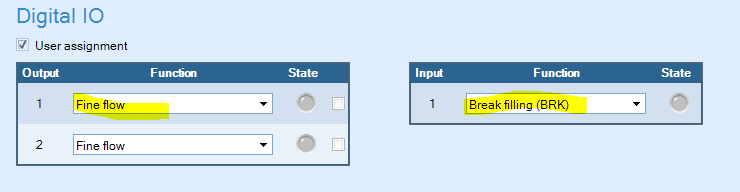 Digital IO
User assignment
Output Function State
1 Fine flow
2 Fine flow
Input Function State
1 Break filling (BRK)